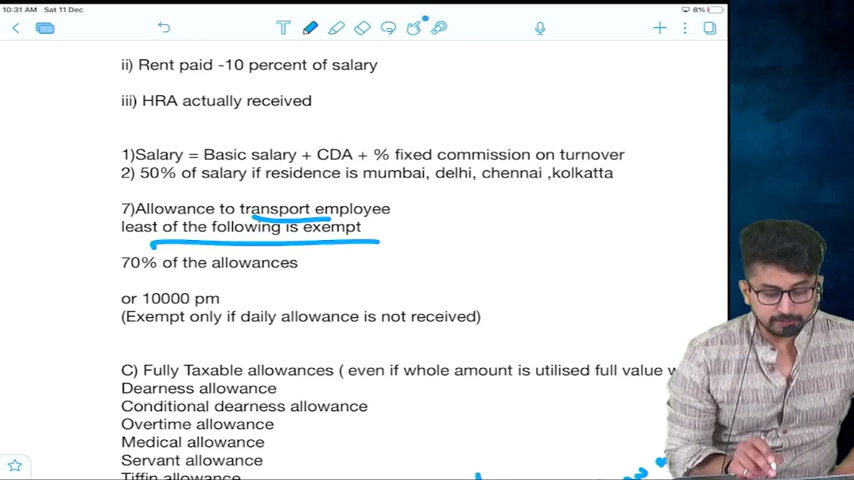 10:31 AM Sat 11 Dec
8%
ii) Rent paid -10 percent of salary
iii) HRA actually received
1)Salary = Basic salary + CDA + % fixed commission on turnover
2) 50% of salary if residence is mumbai, delhi, chennai ,kolkatta
7)Allowance to transport employee
least of the following is exempt
70% of the allowances
or 10000 pm
(Exempt only if daily allowance is not received)
C) Fully Taxable allowances ( even if whole amount is utilised full value
Dearness allowance
Conditional dearness allowance
Overtime allowance
Medical allowance
Servant allowance
Tiffin allowance